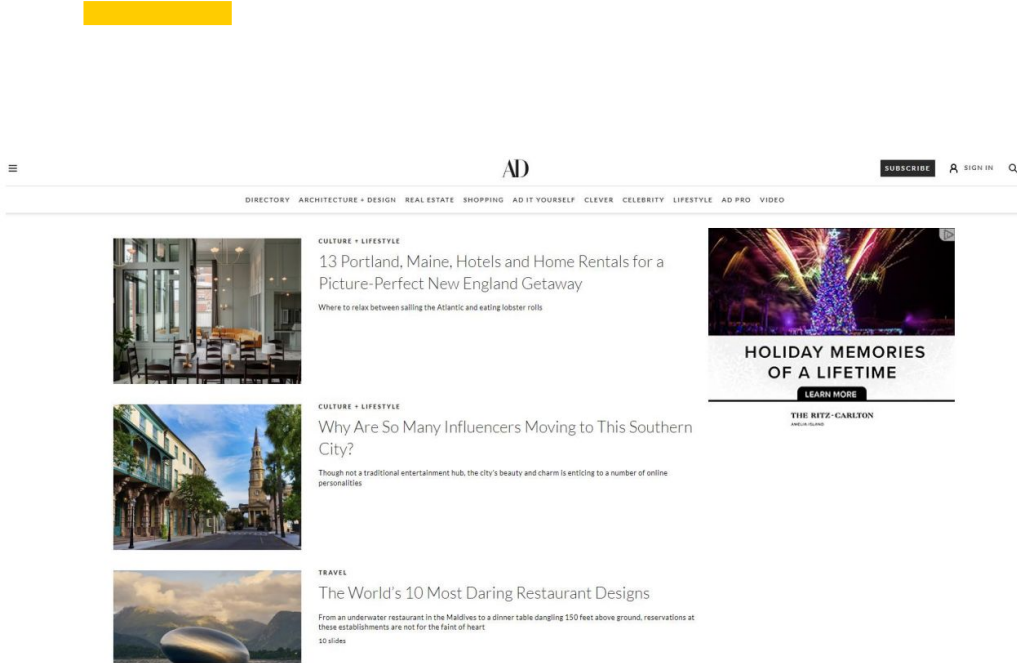 AD
SUBSCRIBE
SIGN IN
DIRECTORY ARCHITECTURE + DESIGN REAL ESTATE SHOPPING AD IT YOURSELF CLEVER CELEBRITY LIFESTYLE AD PRO VIDEO
CULTURE + LIFESTYLE
13 Portland, Maine, Hotels and Home Rentals for a
Picture-Perfect New England Getaway
Where to relax between sailing the Atlantic and eating lobster rolls
HOLIDAY MEMORIES
OF A LIFETIME
LEARN MORE
THE RITZ-CARLTON
AMELIA ISLAND
CULTURE + LIFESTYLE
Why Are So Many Influencers Moving to This Southern
City?
Though not a traditional entertainment hub, the city's beauty and charm is enticing to a number of online
personalities
TRAVEL
The World's 10 Most Daring Restaurant Designs
From an underwater restaurant in the Maldives to a dinner table dangling 150 feet above ground, reservations at
these establishments are not for the faint of heart
10 slides